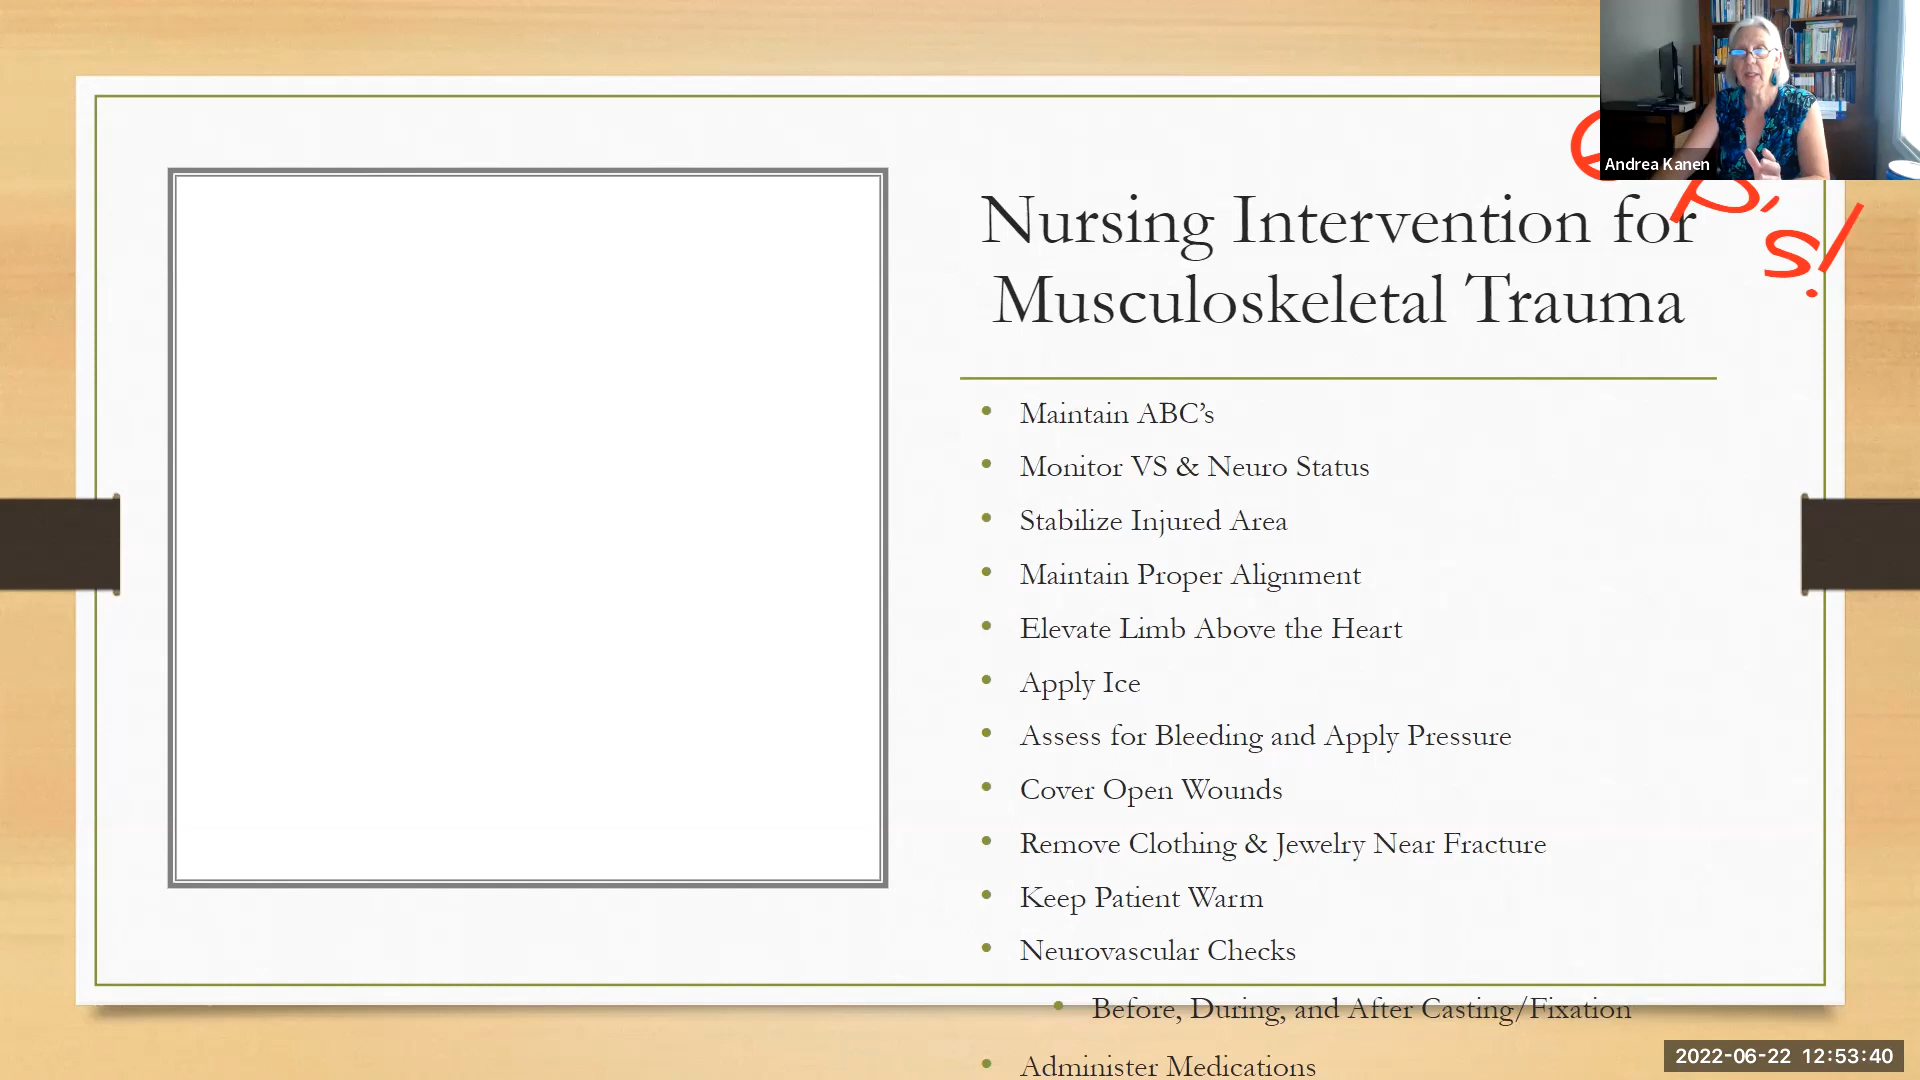 Andrea Kanen
P's!
Nursing Intervention for
Musculoskeletal Trauma
• Maintain ABC’s
• Monitor VS & Neuro Status
• Stabilize Injured Area
• Maintain Proper Alignment
• Elevate Limb Above the Heart
• Apply Ice
• Assess for Bleeding and Apply Pressure
• Cover Open Wounds
• Remove Clothing & Jewelry Near Fracture
• Keep Patient Warm
• Neurovascular Checks
• Before, During, and After Casting/Fixation
• Administer Medications
2022-06-22 12:53:40